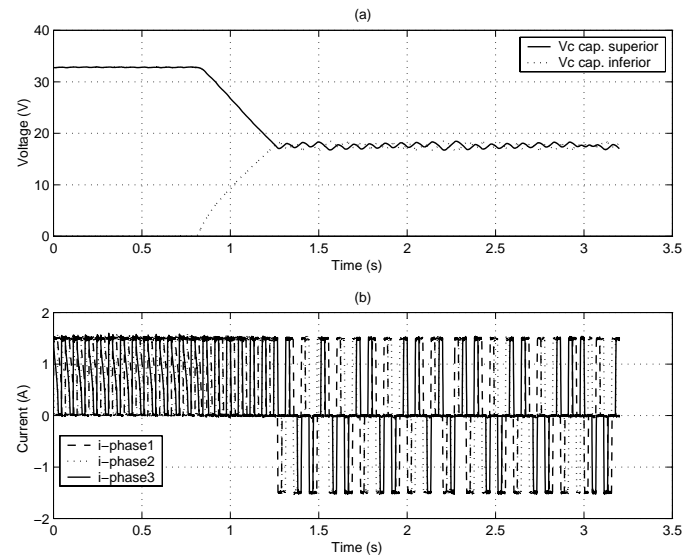 (a)
40
30
20
10
0
Voltage (V)
Vc cap. superior
Vc cap. inferior
0 0.5 1 1.5 2 2.5 3 3.5
Time (s)
(b)
2
1
0
−1
−2
Current (A)
i−phase1
i−phase2
i−phase3
0 0.5 1 1.5 2 2.5 3 3.5
Time (s)